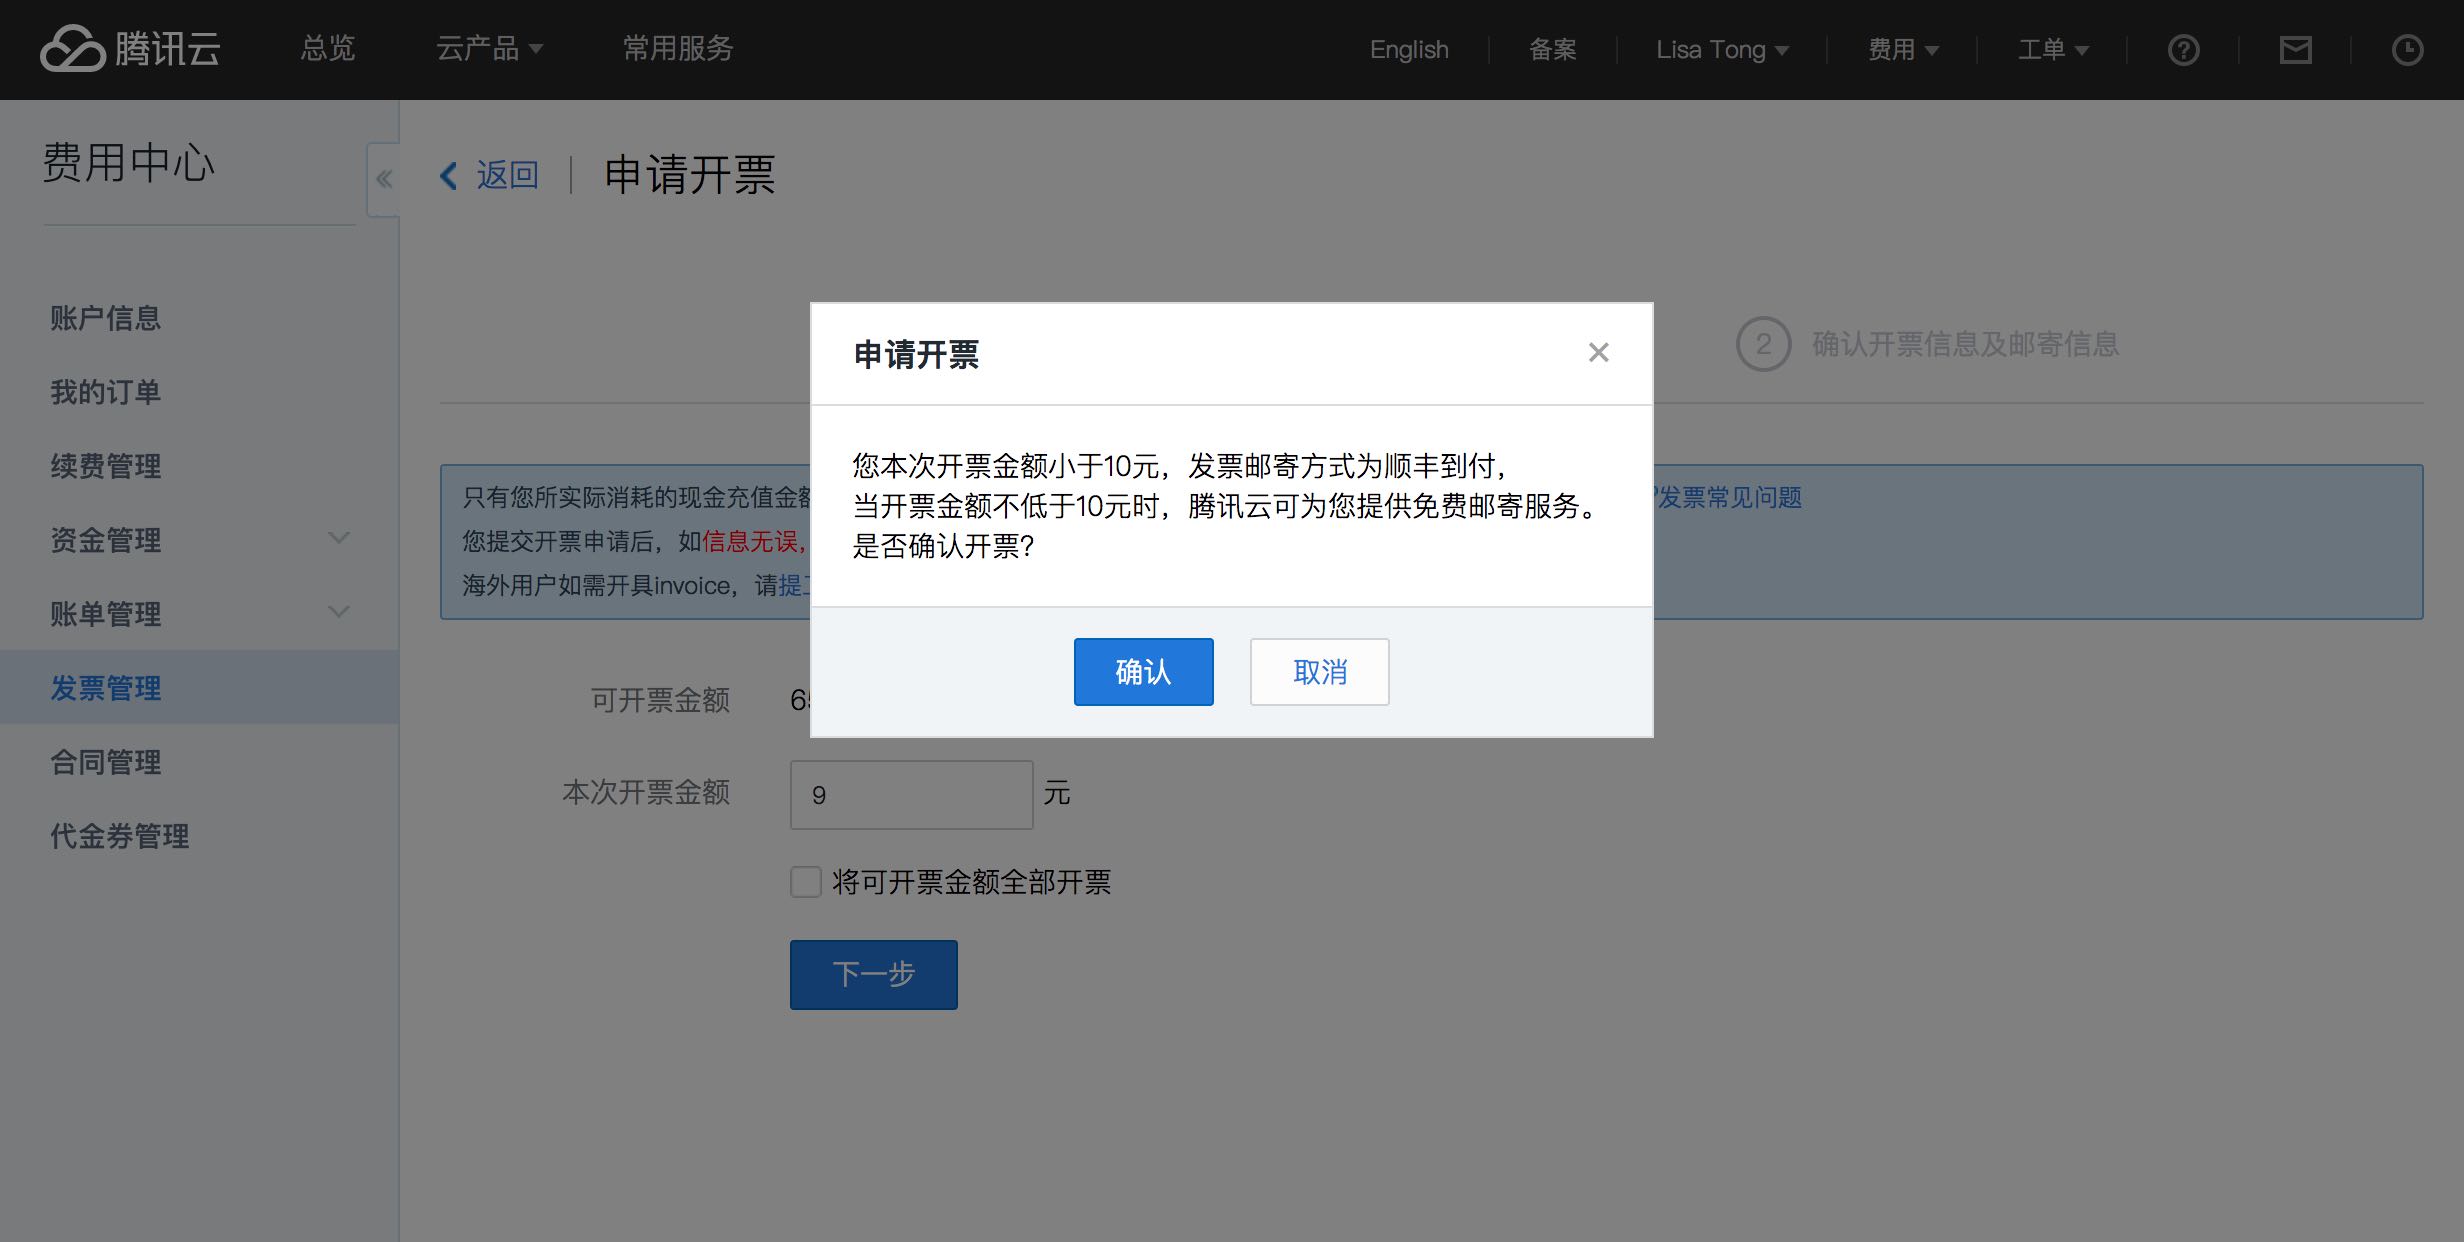 腾讯云 总览 云产品 常用服务 English 备案 Lisa Tong 费用 工单
费用中心
返回 申请开票
账户信息
我的订单
续费管理
资金管理
账单管理
发票管理
合同管理
代金券管理
2 确认开票信息及邮寄信息
只有您所实际消耗的现金充值金 ?发票常见问题
您提交开票申请后，如信息无误，
海外用户如需开具invoice，请提
申请开票
您本次开票金额小于10元，发票邮寄方式为顺丰到付，
当开票金额不低于10元时，腾讯云可为您提供免费邮寄服务。
是否确认开票？
确认 取消
可开票金额 6
本次开票金额 9 元
将可开票金额全部开票
下一步